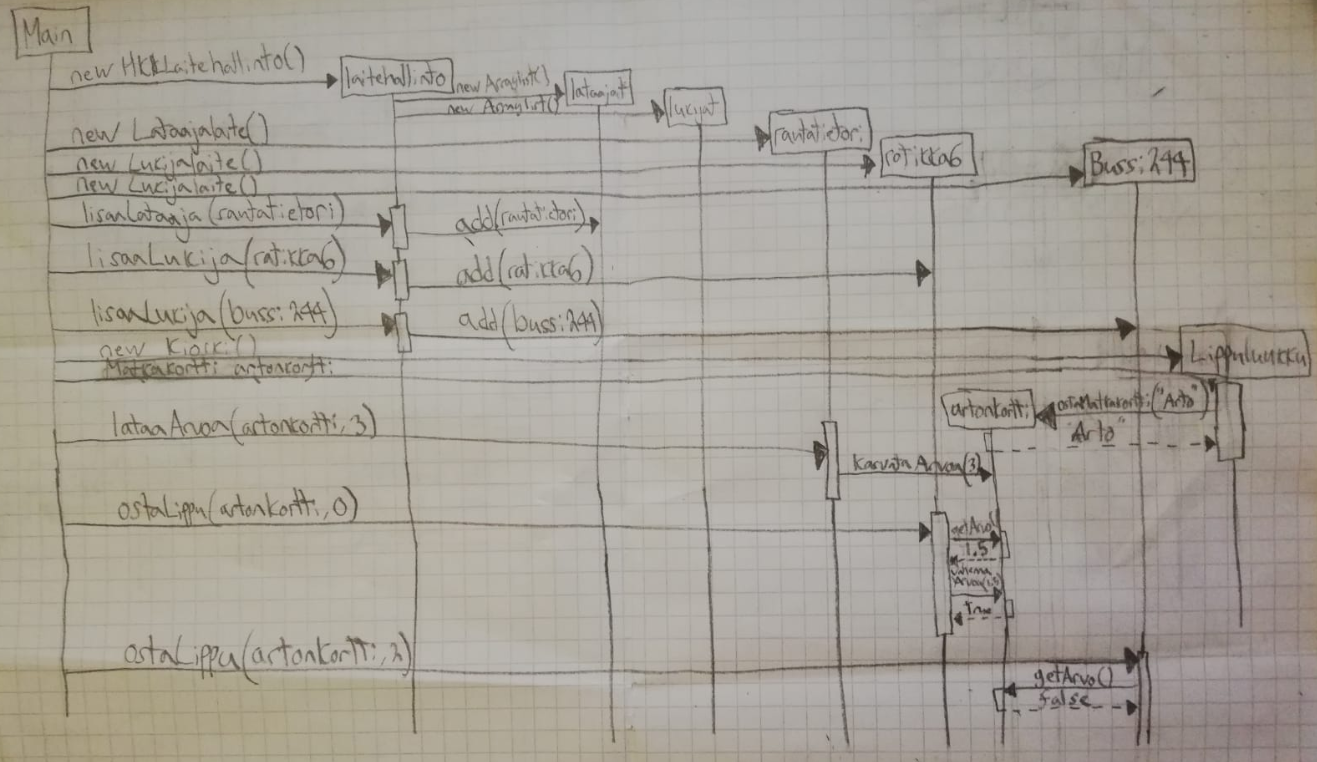 Main
new HKLLaitehallinto()
laitehallinto
new ArrayList()
lataajat
new ArrayList()
lukijat
new Lataajalaite()
rautatietori
new Lukijalaite()
ratikka6
new Lukijalaite()
Bussi244
lisaaLataaja(rautatietori)
add(rautatietori)
lisaaLukija(ratikka6)
add(ratikka6)
lisaaLukija(bussi244)
add(bussi244)
new Kioski()
Lippuluukku
Matkakortti artonkortti
artonkortti
ostaMatkakortti("Arto")
"Arto"
lataaArvoa(artonkortti, 3)
kasvataArvoa(3)
ostaLippu(artonkortti, 0)
getArvo()
1.5
vahenna
Arvoa(1.5)
True
ostaLippu(artonkortti, 2)
getArvo()
false